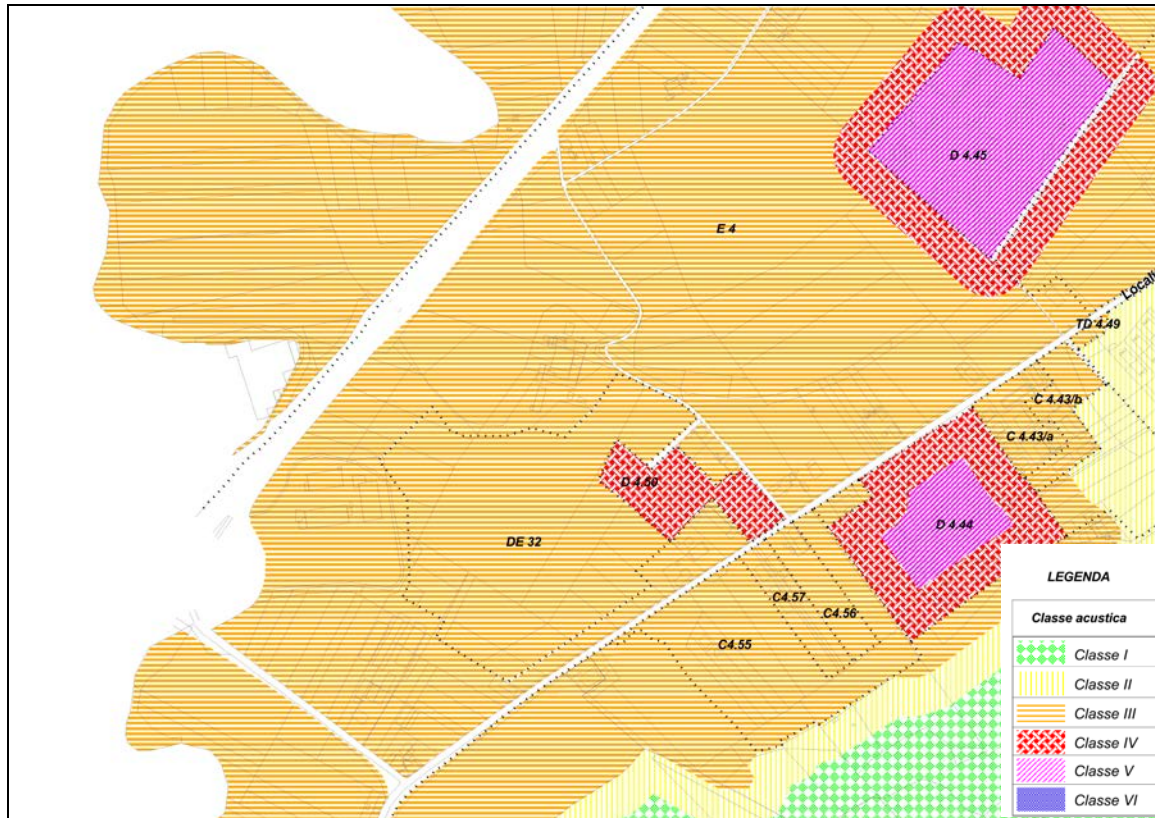 D 4.45
E 4
Locali
TD 4.49
C 4.43/b
C 4.43/a
D 4.50
D 4.44
DE 32
C4.57
C4.56
C4.55
LEGENDA
Classe acustica
Classe I
Classe II
Classe III
Classe IV
Classe V
Classe VI